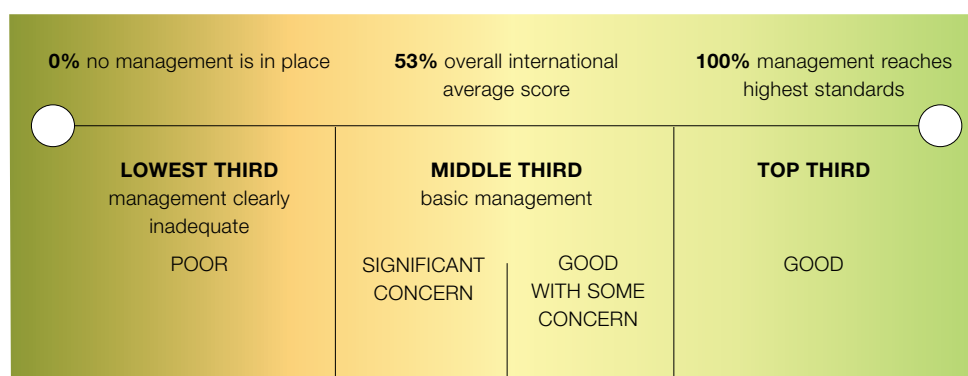 0% no management is in place
53% overall international
average score
100% management reaches
highest standards
LOWEST THIRD
management clearly
inadequate
POOR
MIDDLE THIRD
basic management
SIGNIFICANT
CONCERN
GOOD
WITH SOME
CONCERN
TOP THIRD
GOOD